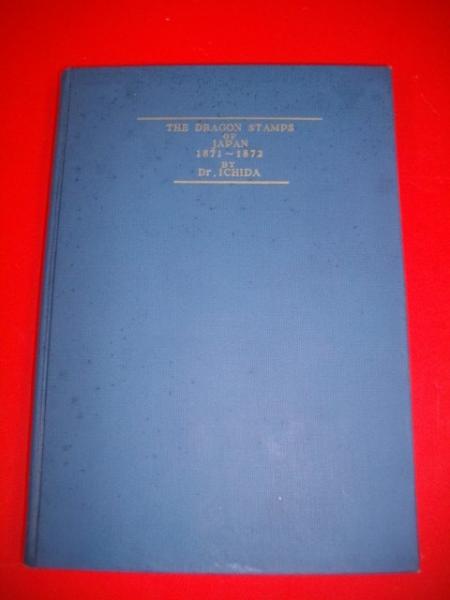 THE DRAGON STAMPS
OF
JAPAN
1871～1872
BY
Dr. ICHIDA